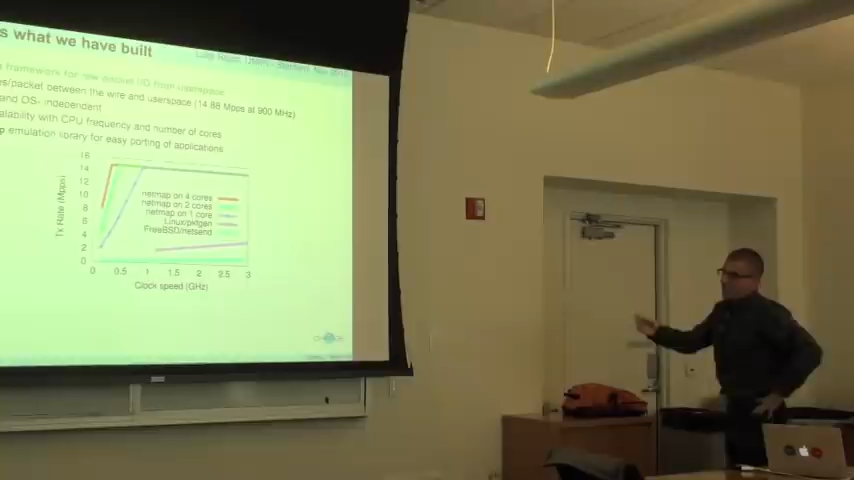 s what we have built
framework for raw packet I/O from userspace
es/packet between the wire and userspace (14.88 Mpps at 900 MHz)
and OS- independent
alability with CPU frequency and number of cores
p emulation library for easy porting of applications
16
14
12
10
8
6
4
2
0
Tx Rate (Mpps)
netmap on 4 cores
netmap on 2 cores
netmap on 1 core
Linux/pktgen
FreeBSD/netsend
0 0.5 1 1.5 2 2.5 3
Clock speed (GHz)